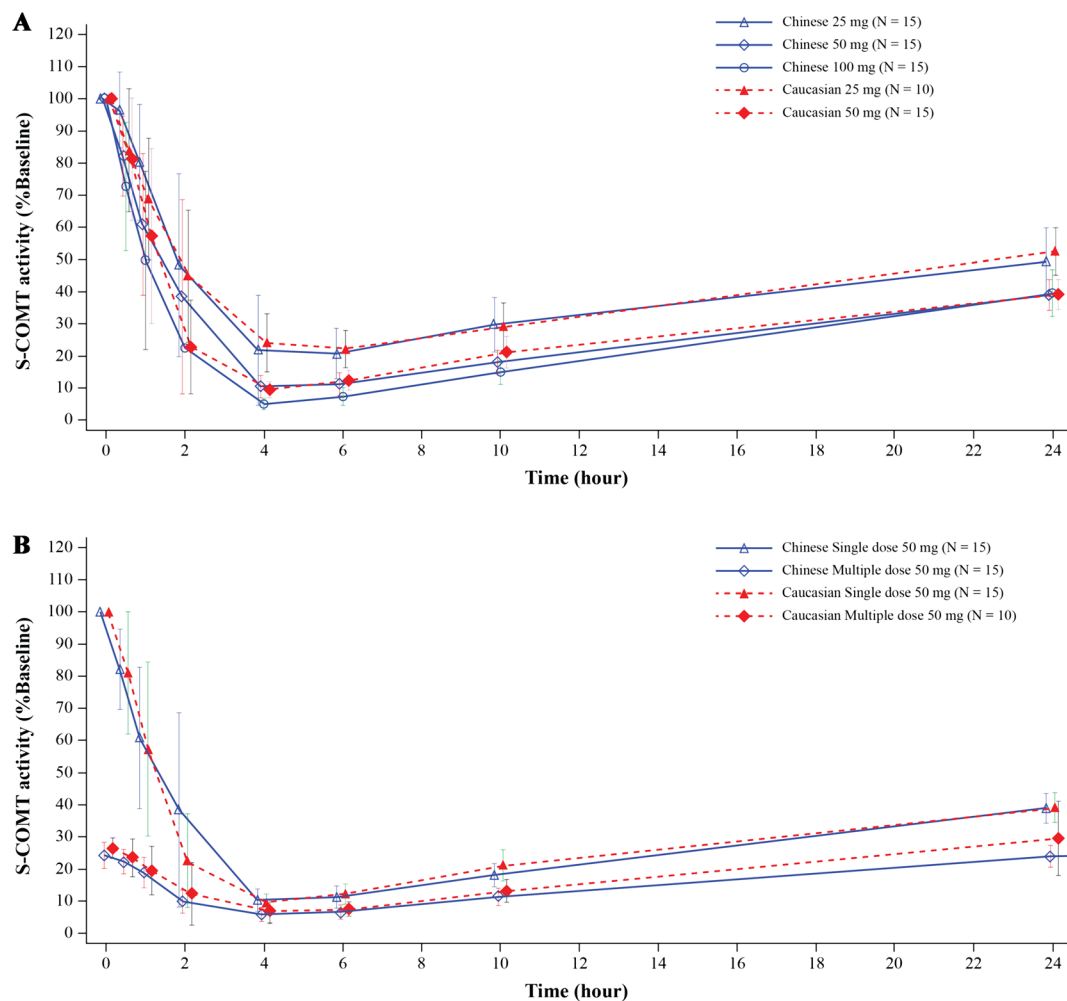 A
S-COMT activity (%Baseline)
120
110
100
90
80
70
60
50
40
30
20
10
0
0 2 4 6 8 10 12 14 16 18 20 22 24
Time (hour)
Chinese 25 mg (N = 15)
Chinese 50 mg (N = 15)
Chinese 100 mg (N = 15)
Caucasian 25 mg (N = 10)
Caucasian 50 mg (N = 15)
B
S-COMT activity (%Baseline)
120
110
100
90
80
70
60
50
40
30
20
10
0
0 2 4 6 8 10 12 14 16 18 20 22 24
Time (hour)
Chinese Single dose 50 mg (N = 15)
Chinese Multiple dose 50 mg (N = 15)
Caucasian Single dose 50 mg (N = 15)
Caucasian Multiple dose 50 mg (N = 10)